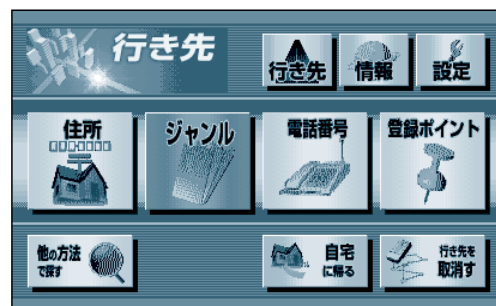 行き先
行き先
情報
設定
住所
ジャンル
電話番号
登録ポイント
他の方法
で探す
自宅
に帰る
行き先を
取消す